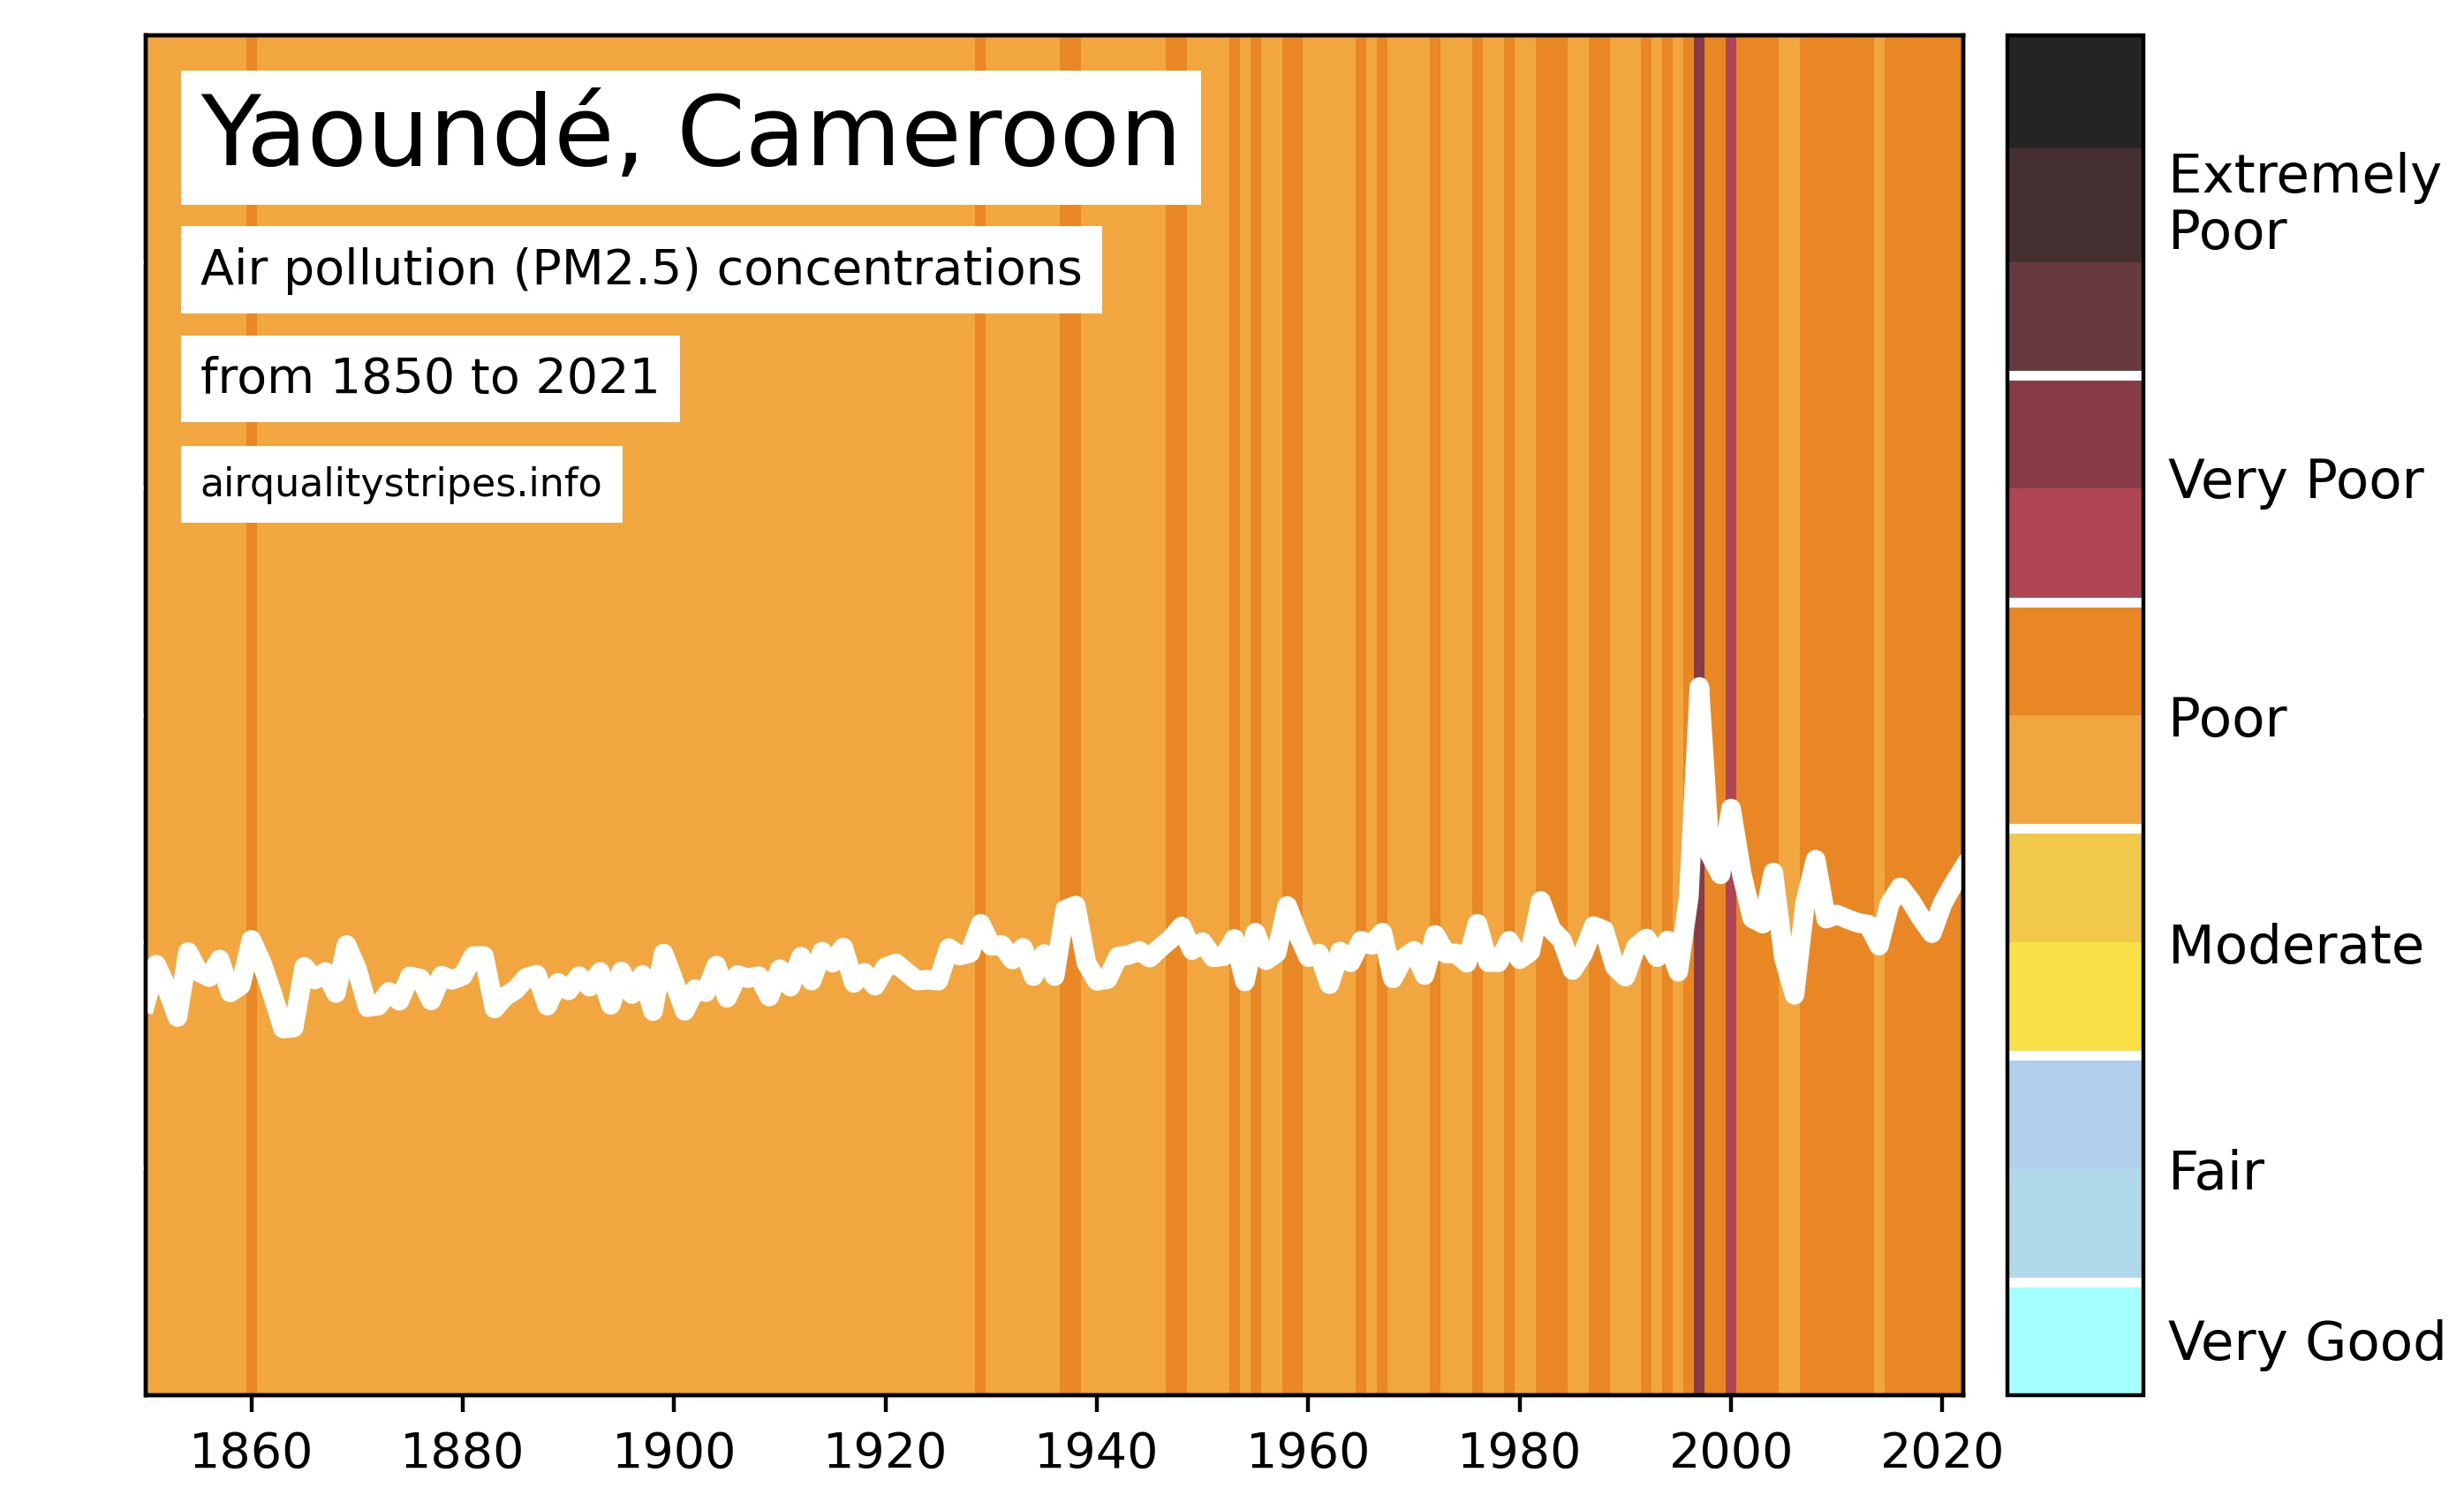 Yaoundé, Cameroon
Air pollution (PM2.5) concentrations
from 1850 to 2021
airqualitystripes.info
Extremely
Poor
Very Poor
Poor
Moderate
Fair
Very Good
1860 1880 1900 1920 1940 1960 1980 2000 2020